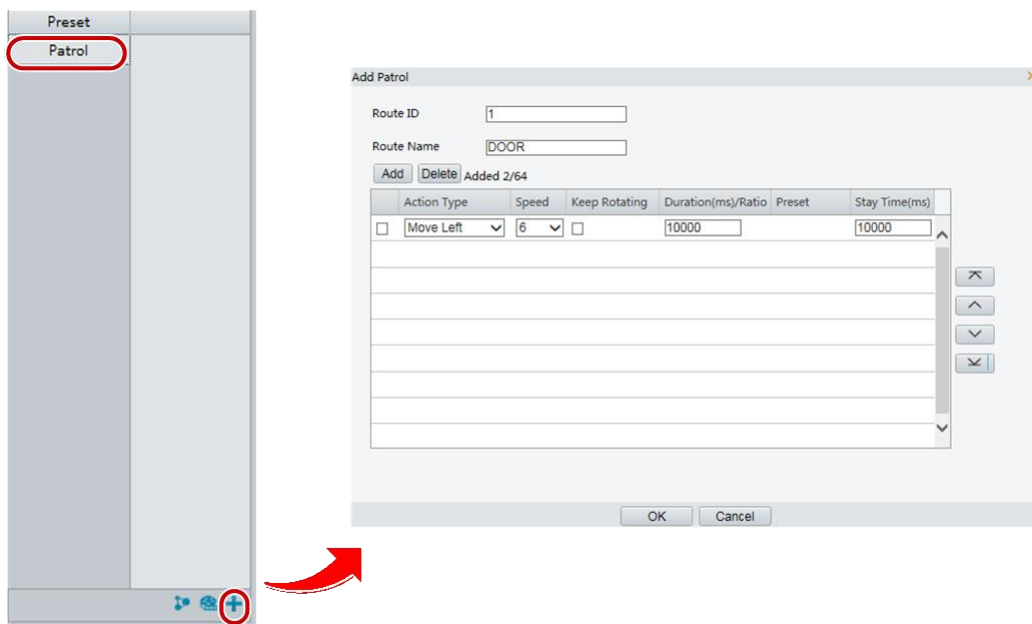 Preset
Patrol
Add Patrol
Route ID 1
Route Name DOOR
Add Delete Added 2/64
Action Type Speed Keep Rotating Duration(ms)/Ratio Preset Stay Time(ms)
Move Left 6 10000 10000
OK Cancel